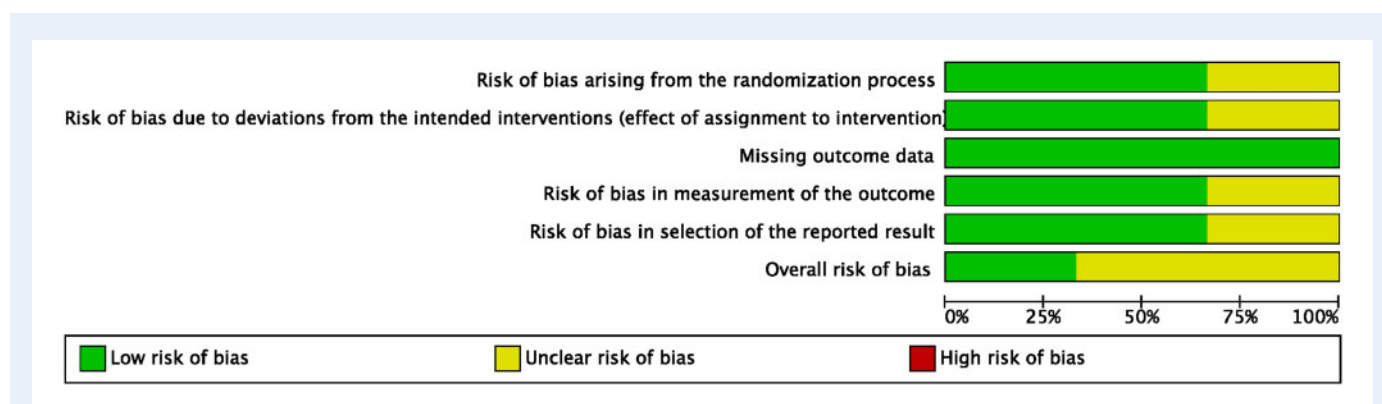 Risk of bias arising from the randomization process
Risk of bias due to deviations from the intended interventions (effect of assignment to intervention)
Missing outcome data
Risk of bias in measurement of the outcome
Risk of bias in selection of the reported result
Overall risk of bias
0% 25% 50% 75% 100%
Low risk of bias Unclear risk of bias High risk of bias